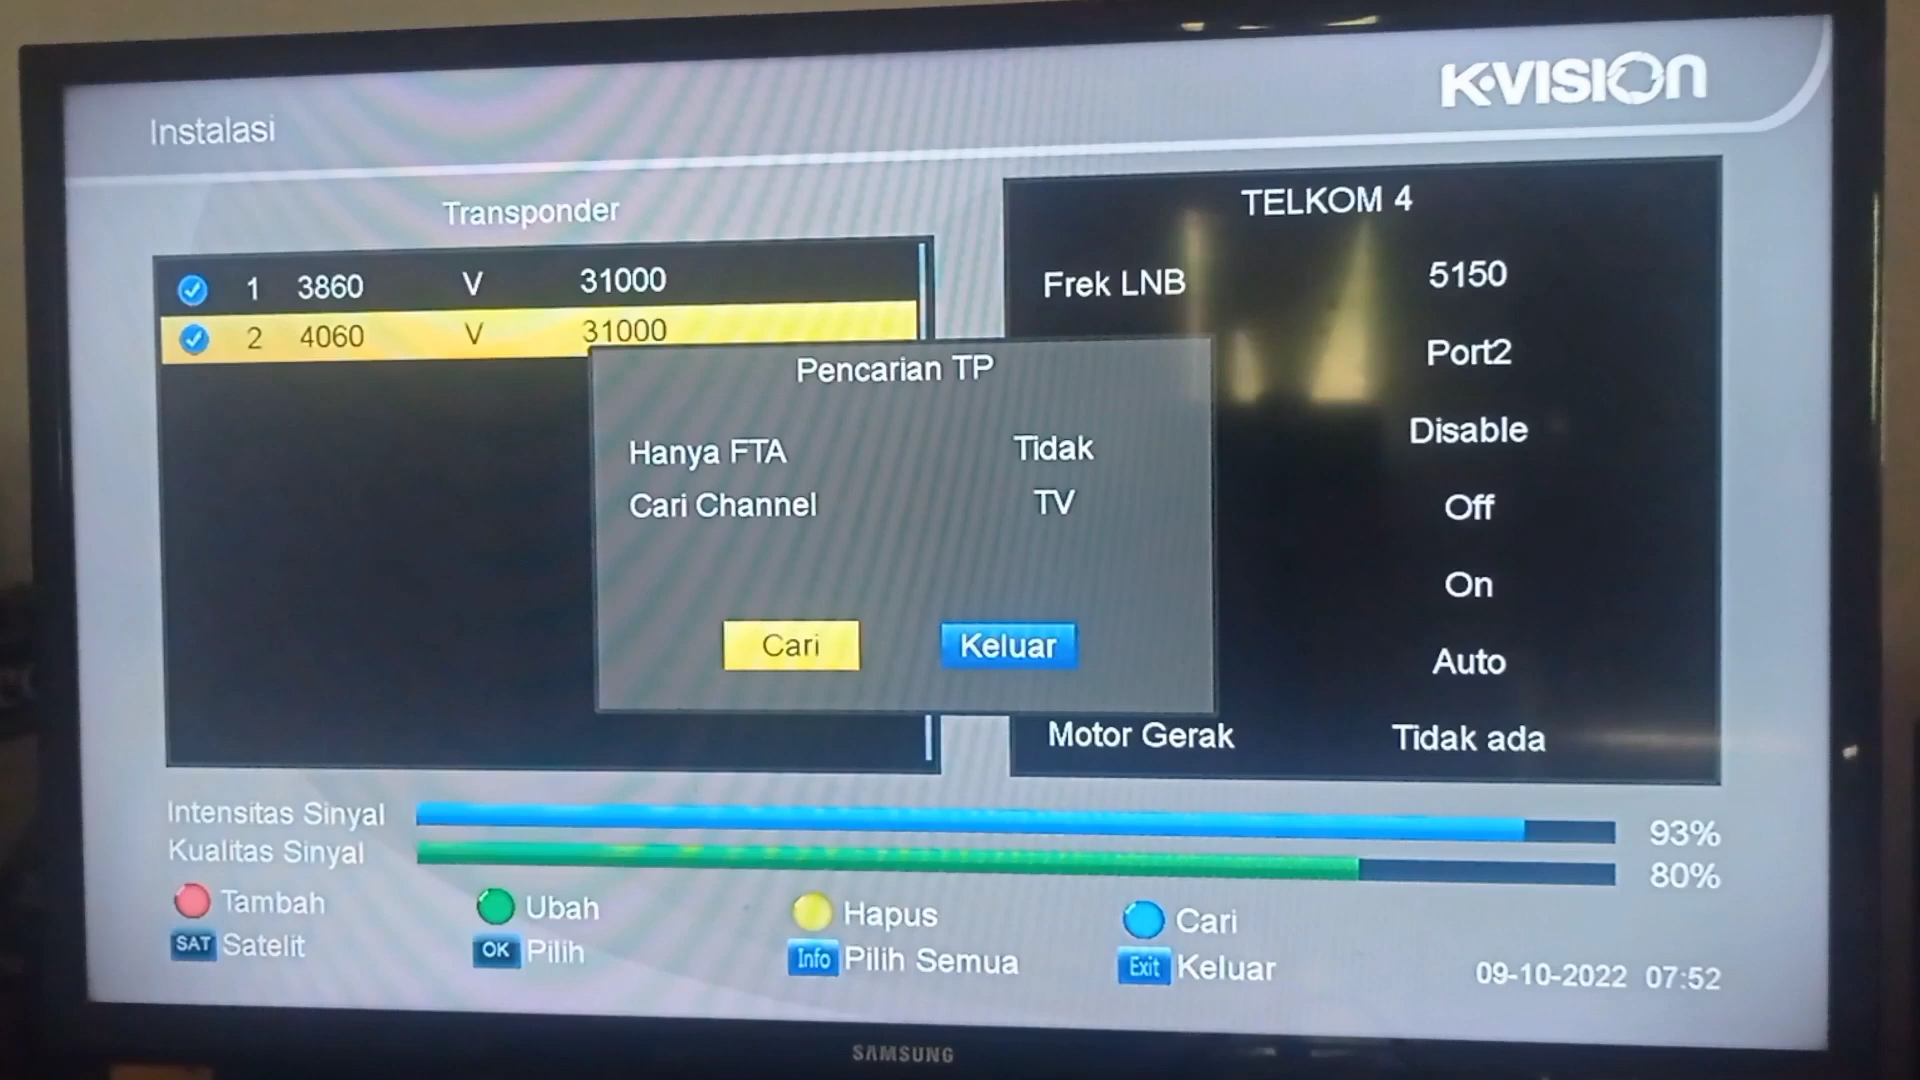 K-VISION
Instalasi
Transponder
1 3860 V 31000
2 4060 V 31000
TELKOM 4
Frek LNB 5150
Port2
Disable
Off
On
Auto
Motor Gerak Tidak ada
Pencarian TP
Hanya FTA Tidak
Cari Channel TV
Cari Keluar
Intensitas Sinyal 93%
Kualitas Sinyal 80%
Tambah Ubah Hapus Cari
SAT Satelit OK Pilih Info Pilih Semua Exit Keluar
09-10-2022 07:52
SAMSUNG